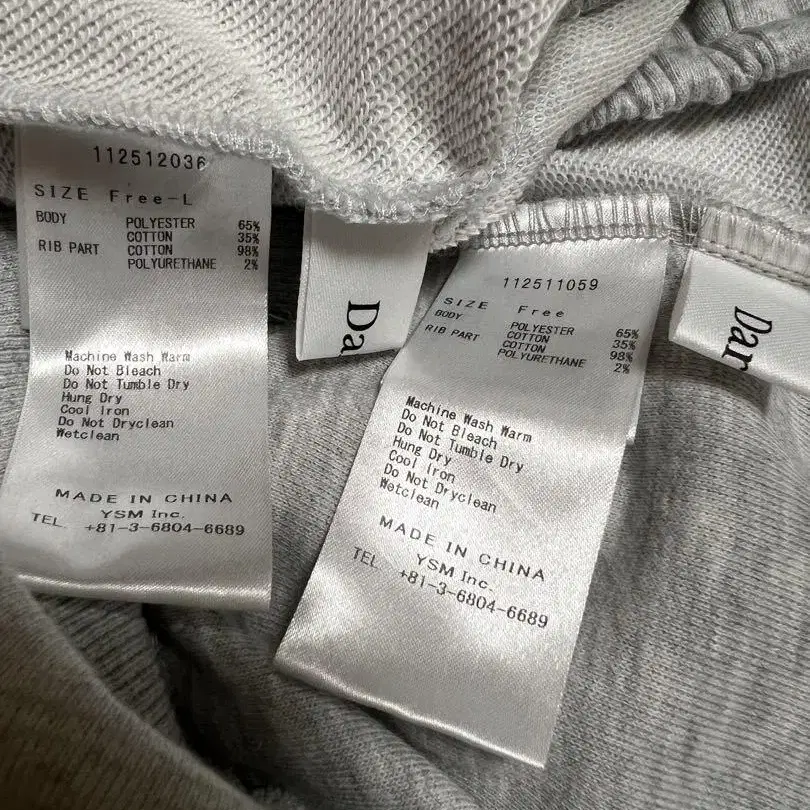 112512036
SIZE Free-L
BODY POLYESTER 65%
COTTON 35%
RIB PART COTTON 98%
POLYURETHANE 2%
Machine Wash Warm
Do Not Bleach
Do Not Tumble Dry
Hung Dry
Cool Iron
Do Not Dryclean
Wetclean
MADE IN CHINA
YSM Inc.
TEL. +81-3-6804-6689
Da
112511059
SIZE Free
BODY POLYESTER 65%
COTTON 35%
RIB PART COTTON 98%
POLYURETHANE 2%
Machine Wash Warm
Do Not Bleach
Do Not Tumble Dry
Hung Dry
Cool Iron
Do Not Dryclean
Wetclean
MADE IN CHINA
YSM Inc.
TEL. +81-3-6804-6689
Dar